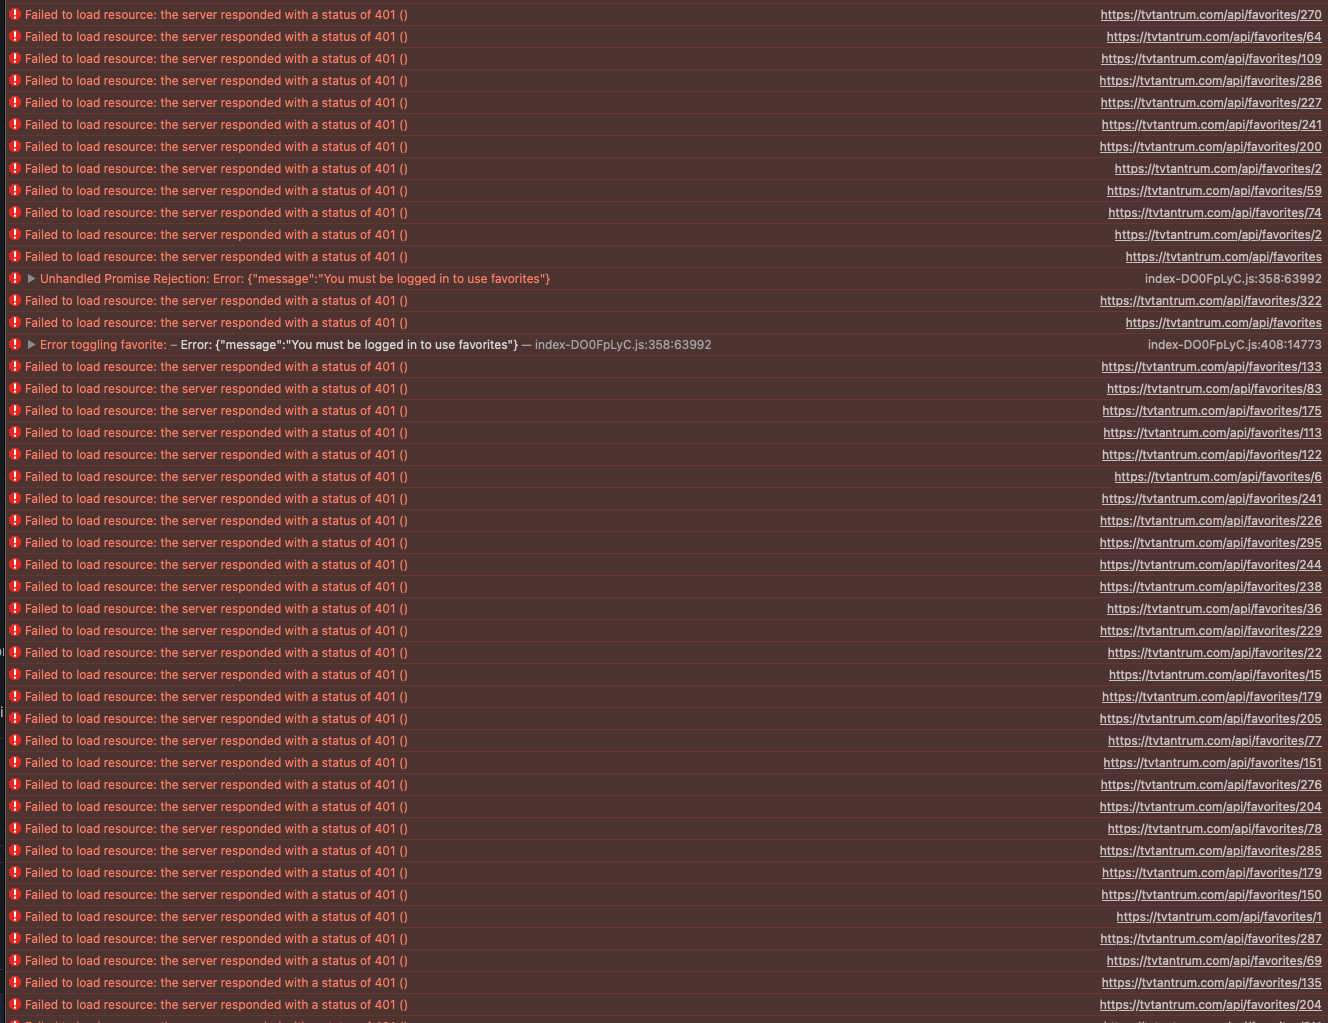 Failed to load resource: the server responded with a status of 401 () https://tvtantrum.com/api/favorites/270
Failed to load resource: the server responded with a status of 401 () https://tvtantrum.com/api/favorites/64
Failed to load resource: the server responded with a status of 401 () https://tvtantrum.com/api/favorites/109
Failed to load resource: the server responded with a status of 401 () https://tvtantrum.com/api/favorites/286
Failed to load resource: the server responded with a status of 401 () https://tvtantrum.com/api/favorites/227
Failed to load resource: the server responded with a status of 401 () https://tvtantrum.com/api/favorites/241
Failed to load resource: the server responded with a status of 401 () https://tvtantrum.com/api/favorites/200
Failed to load resource: the server responded with a status of 401 () https://tvtantrum.com/api/favorites/2
Failed to load resource: the server responded with a status of 401 () https://tvtantrum.com/api/favorites/59
Failed to load resource: the server responded with a status of 401 () https://tvtantrum.com/api/favorites/74
Failed to load resource: the server responded with a status of 401 () https://tvtantrum.com/api/favorites/2
Failed to load resource: the server responded with a status of 401 () https://tvtantrum.com/api/favorites
Unhandled Promise Rejection: Error: {"message":"You must be logged in to use favorites"} index-DO0FpLyC.js:358:63992
Failed to load resource: the server responded with a status of 401 () https://tvtantrum.com/api/favorites/322
Failed to load resource: the server responded with a status of 401 () https://tvtantrum.com/api/favorites
Error toggling favorite: – Error: {"message":"You must be logged in to use favorites"} — index-DO0FpLyC.js:358:63992 index-DO0FpLyC.js:408:14773
Failed to load resource: the server responded with a status of 401 () https://tvtantrum.com/api/favorites/133
Failed to load resource: the server responded with a status of 401 () https://tvtantrum.com/api/favorites/83
Failed to load resource: the server responded with a status of 401 () https://tvtantrum.com/api/favorites/175
Failed to load resource: the server responded with a status of 401 () https://tvtantrum.com/api/favorites/113
Failed to load resource: the server responded with a status of 401 () https://tvtantrum.com/api/favorites/122
Failed to load resource: the server responded with a status of 401 () https://tvtantrum.com/api/favorites/6
Failed to load resource: the server responded with a status of 401 () https://tvtantrum.com/api/favorites/241
Failed to load resource: the server responded with a status of 401 () https://tvtantrum.com/api/favorites/226
Failed to load resource: the server responded with a status of 401 () https://tvtantrum.com/api/favorites/295
Failed to load resource: the server responded with a status of 401 () https://tvtantrum.com/api/favorites/244
Failed to load resource: the server responded with a status of 401 () https://tvtantrum.com/api/favorites/238
Failed to load resource: the server responded with a status of 401 () https://tvtantrum.com/api/favorites/36
Failed to load resource: the server responded with a status of 401 () https://tvtantrum.com/api/favorites/229
Failed to load resource: the server responded with a status of 401 () https://tvtantrum.com/api/favorites/22
Failed to load resource: the server responded with a status of 401 () https://tvtantrum.com/api/favorites/15
Failed to load resource: the server responded with a status of 401 () https://tvtantrum.com/api/favorites/179
Failed to load resource: the server responded with a status of 401 () https://tvtantrum.com/api/favorites/205
Failed to load resource: the server responded with a status of 401 () https://tvtantrum.com/api/favorites/77
Failed to load resource: the server responded with a status of 401 () https://tvtantrum.com/api/favorites/151
Failed to load resource: the server responded with a status of 401 () https://tvtantrum.com/api/favorites/276
Failed to load resource: the server responded with a status of 401 () https://tvtantrum.com/api/favorites/204
Failed to load resource: the server responded with a status of 401 () https://tvtantrum.com/api/favorites/78
Failed to load resource: the server responded with a status of 401 () https://tvtantrum.com/api/favorites/285
Failed to load resource: the server responded with a status of 401 () https://tvtantrum.com/api/favorites/179
Failed to load resource: the server responded with a status of 401 () https://tvtantrum.com/api/favorites/150
Failed to load resource: the server responded with a status of 401 () https://tvtantrum.com/api/favorites/1
Failed to load resource: the server responded with a status of 401 () https://tvtantrum.com/api/favorites/287
Failed to load resource: the server responded with a status of 401 () https://tvtantrum.com/api/favorites/69
Failed to load resource: the server responded with a status of 401 () https://tvtantrum.com/api/favorites/135
Failed to load resource: the server responded with a status of 401 () https://tvtantrum.com/api/favorites/204